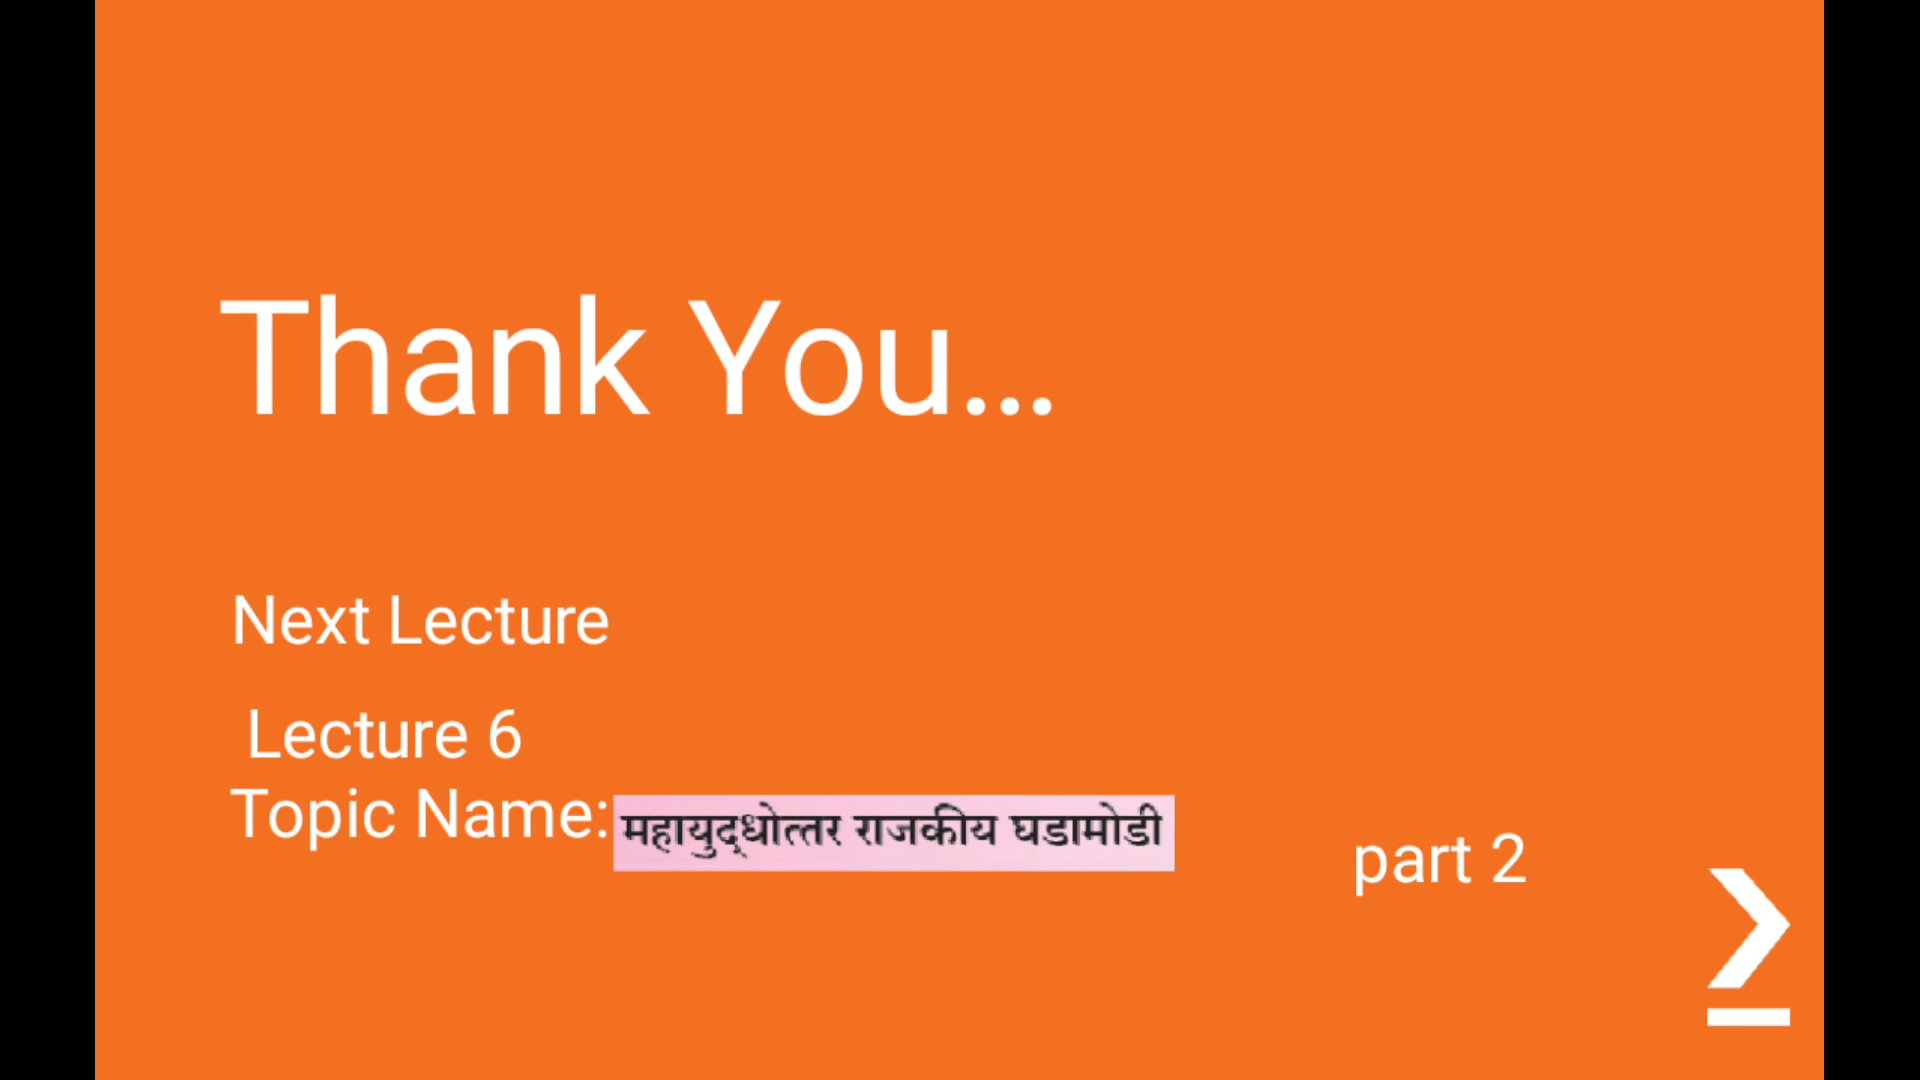 Thank You...
Next Lecture
Lecture 6
Topic Name: महायुद्धोत्तर राजकीय घडामोडी
part 2